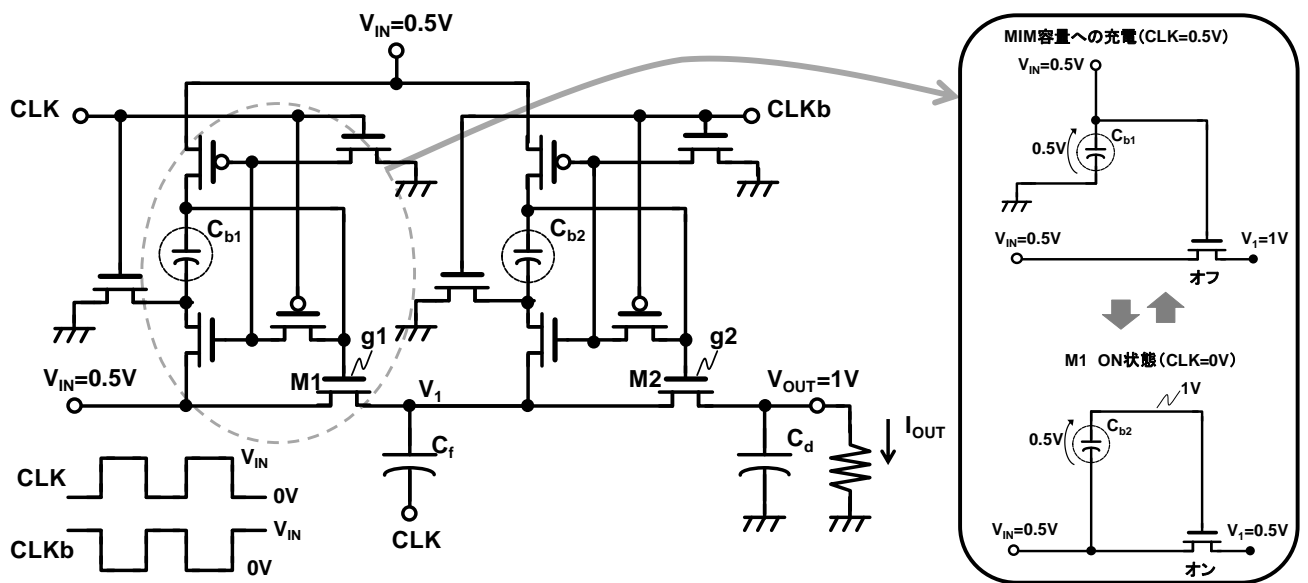 V_IN=0.5V
CLK
CLKb
C_b1
C_b2
g1
g2
V_IN=0.5V
M1
V_1
M2
V_OUT=1V
C_f
C_d
I_OUT
CLK
CLK
V_IN
0V
CLKb
V_IN
0V
MIM容量への充電(CLK=0.5V)
V_IN=0.5V
0.5V
C_b1
V_IN=0.5V
V_1=1V
オフ
M1 ON状態(CLK=0V)
1V
0.5V
C_b2
V_IN=0.5V
V_1=0.5V
オン